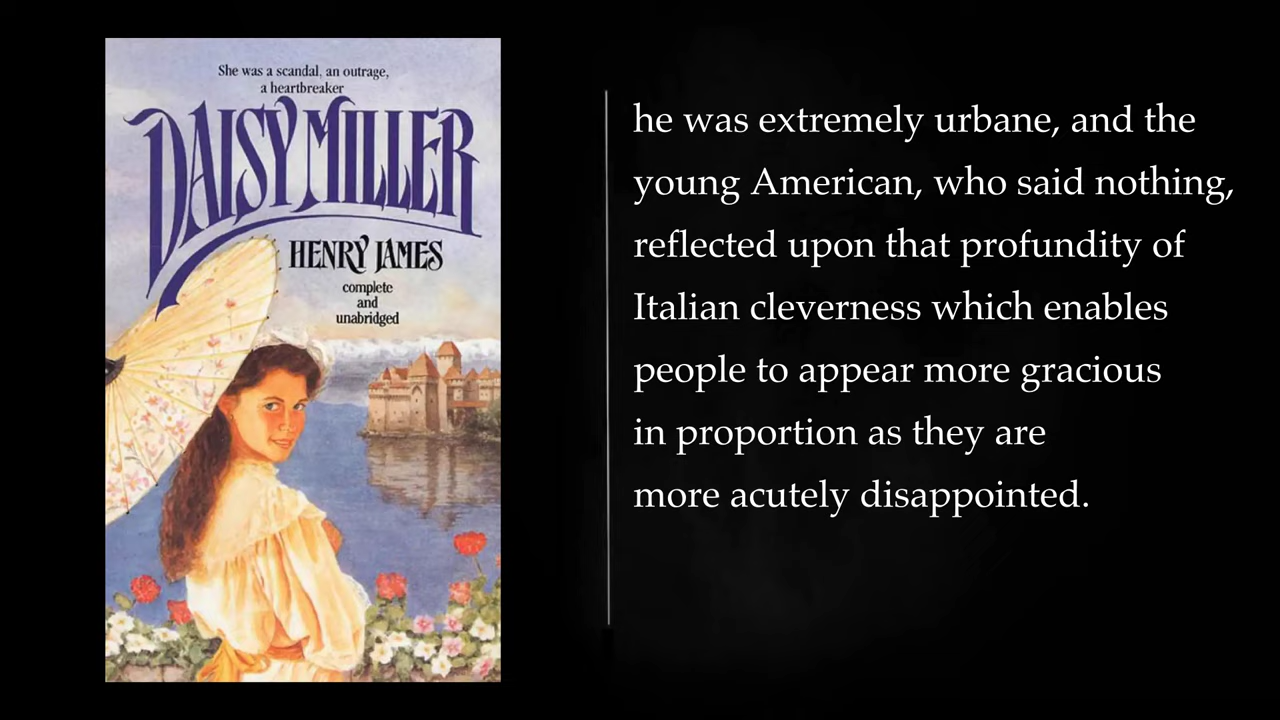 She was a scandal, an outrage,
a heartbreaker
DAISY MILLER
HENRY JAMES
complete
and
unabridged
he was extremely urbane, and the
young American, who said nothing,
reflected upon that profundity of
Italian cleverness which enables
people to appear more gracious
in proportion as they are
more acutely disappointed.